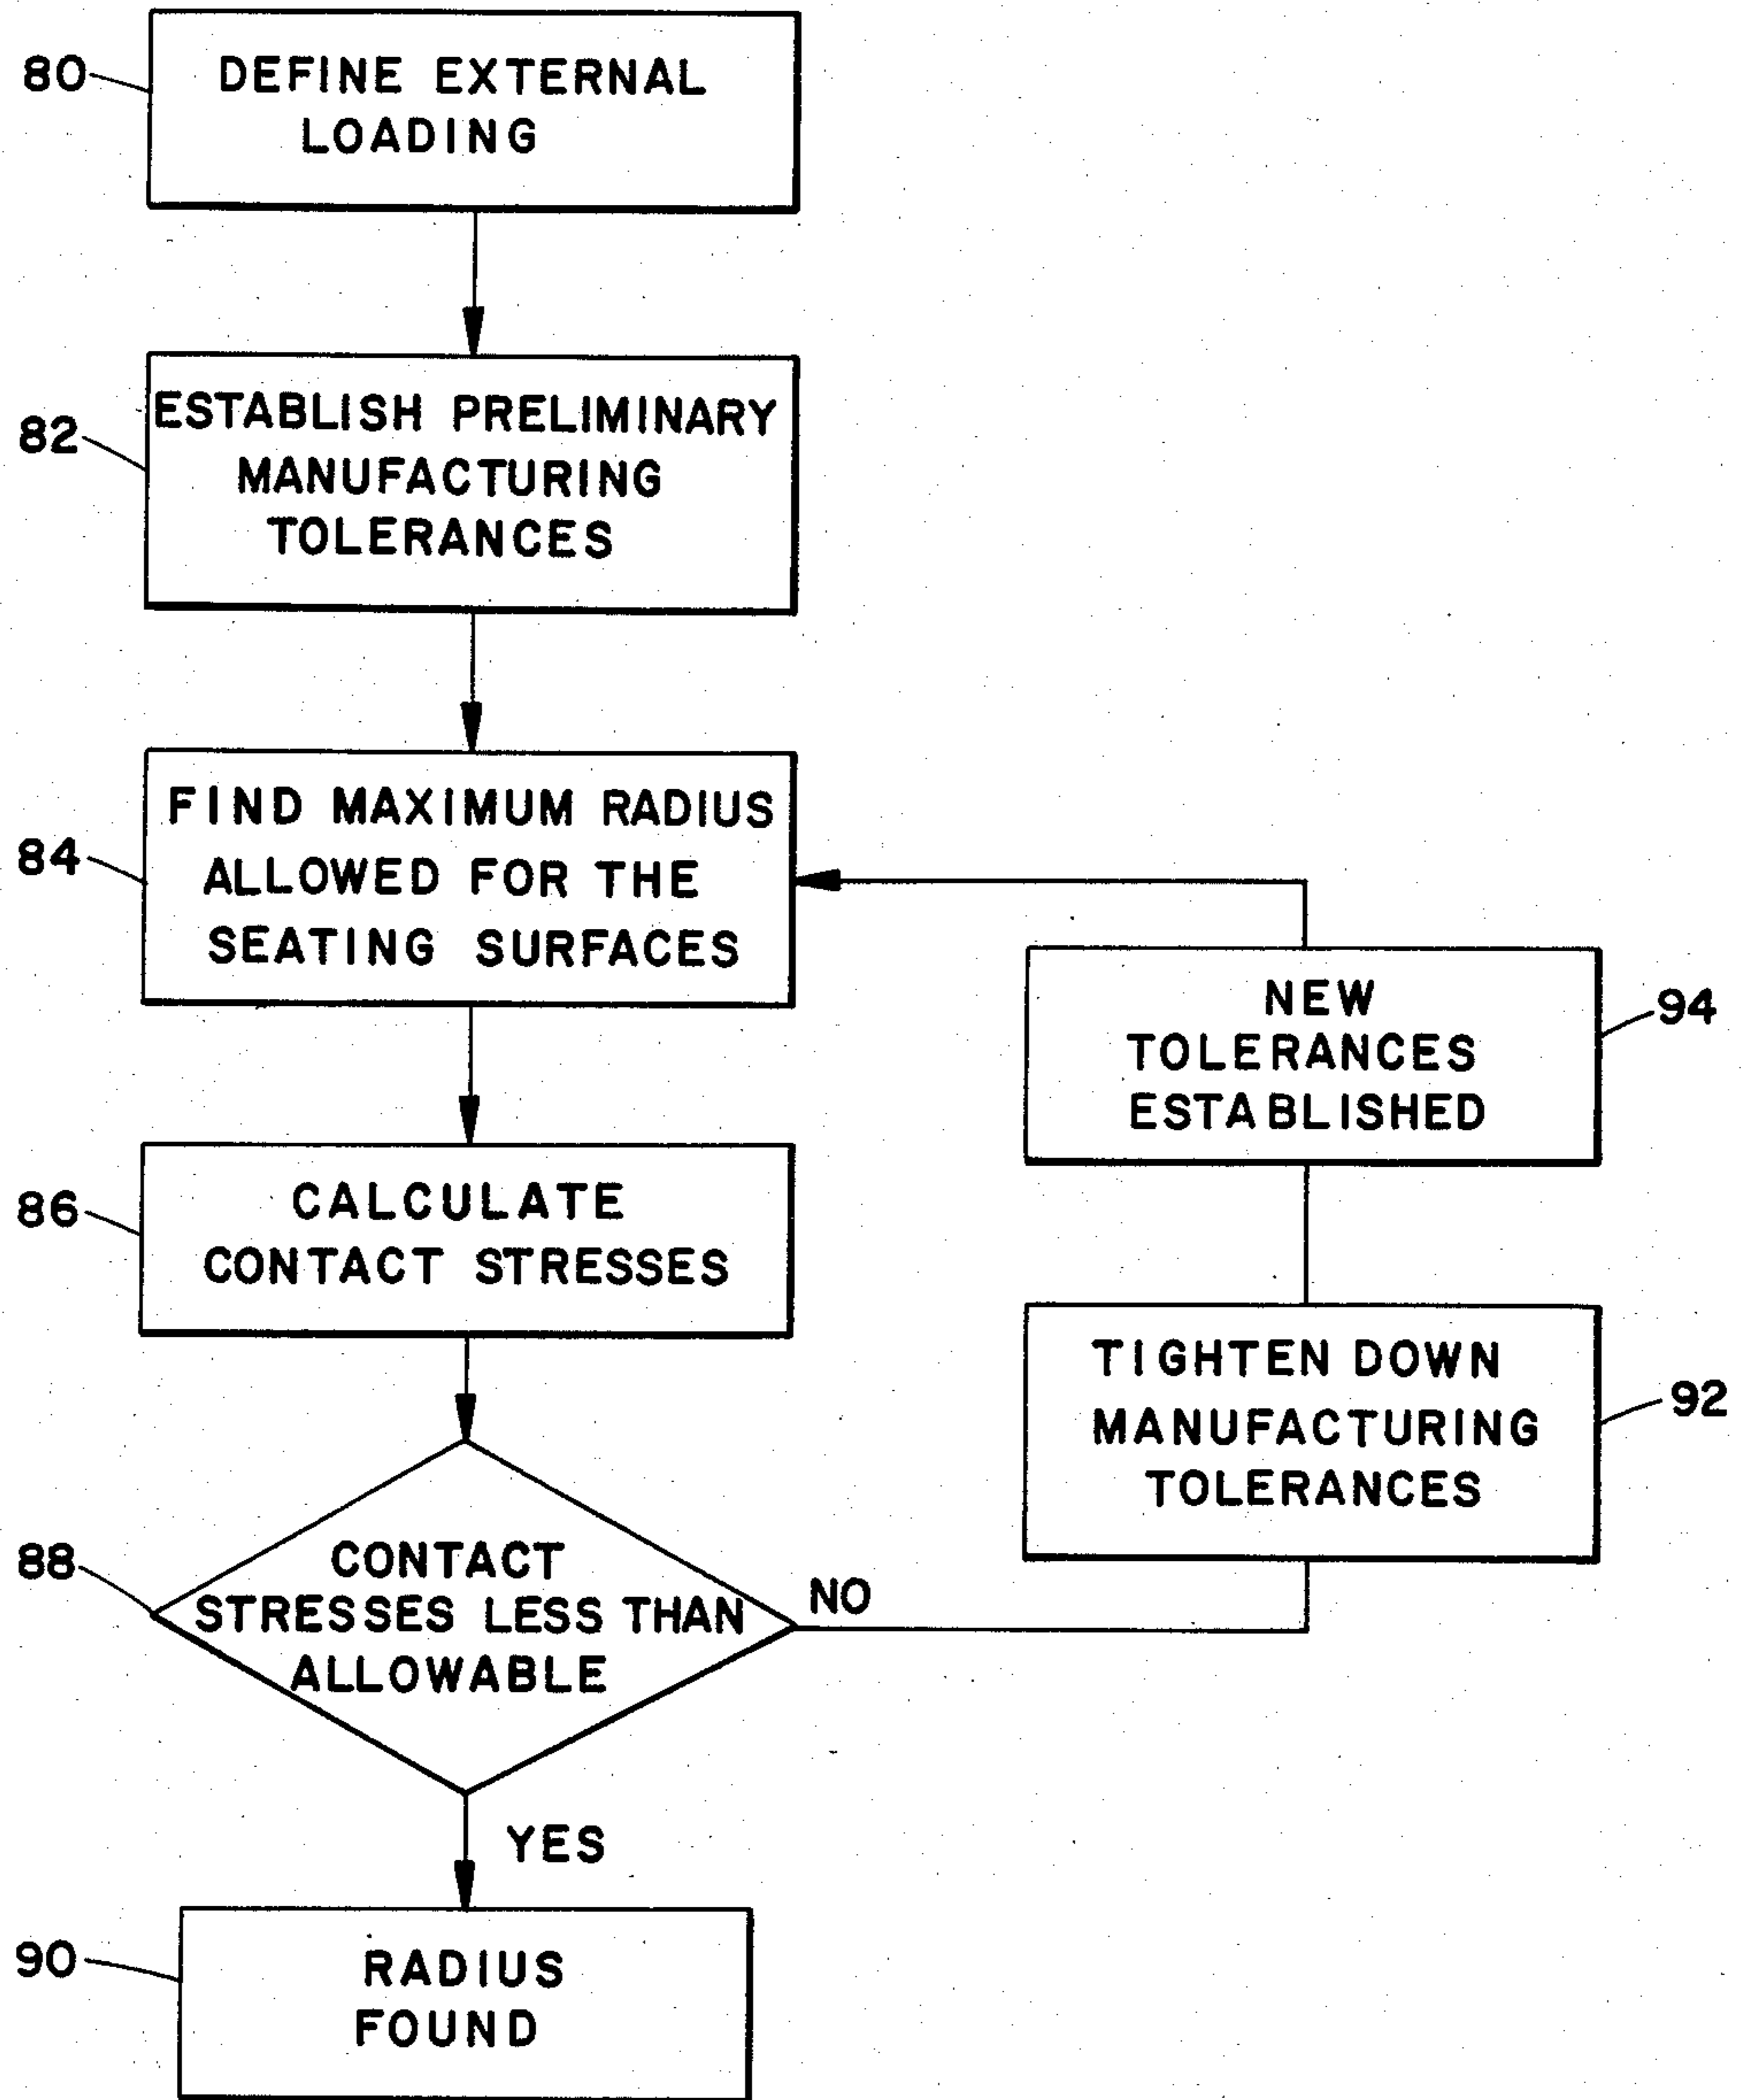 80
DEFINE EXTERNAL
LOADING
82
ESTABLISH PRELIMINARY
MANUFACTURING
TOLERANCES
84
FIND MAXIMUM RADIUS
ALLOWED FOR THE
SEATING SURFACES
86
CALCULATE
CONTACT STRESSES
88
CONTACT
STRESSES LESS THAN
ALLOWABLE
NO
YES
90
RADIUS
FOUND
NEW
TOLERANCES
ESTABLISHED
94
TIGHTEN DOWN
MANUFACTURING
TOLERANCES
92